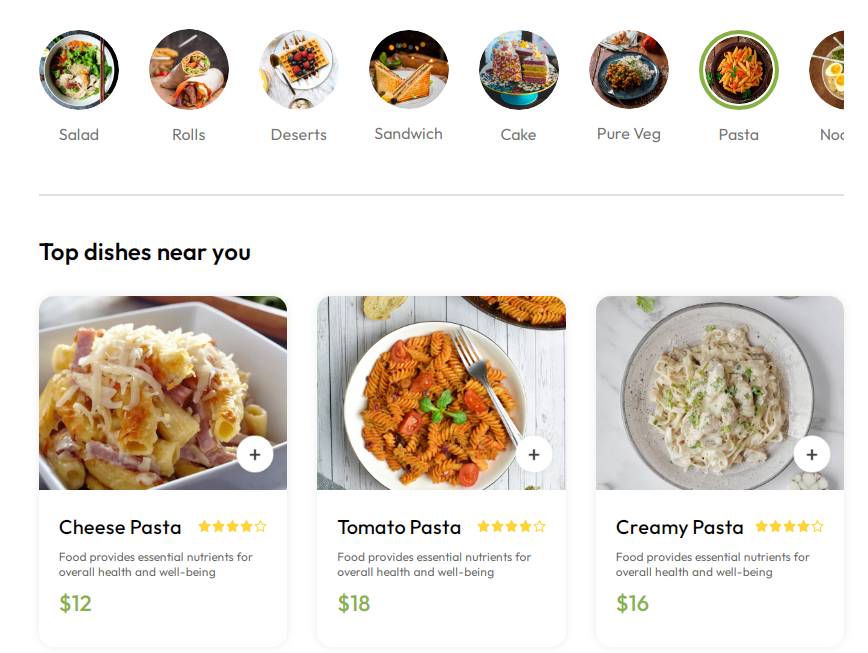 Salad Rolls Deserts Sandwich Cake Pure Veg Pasta
Top dishes near you
Cheese Pasta
Food provides essential nutrients for
overall health and well-being
$12
Tomato Pasta
Food provides essential nutrients for
overall health and well-being
$18
Creamy Pasta
Food provides essential nutrients for
overall health and well-being
$16